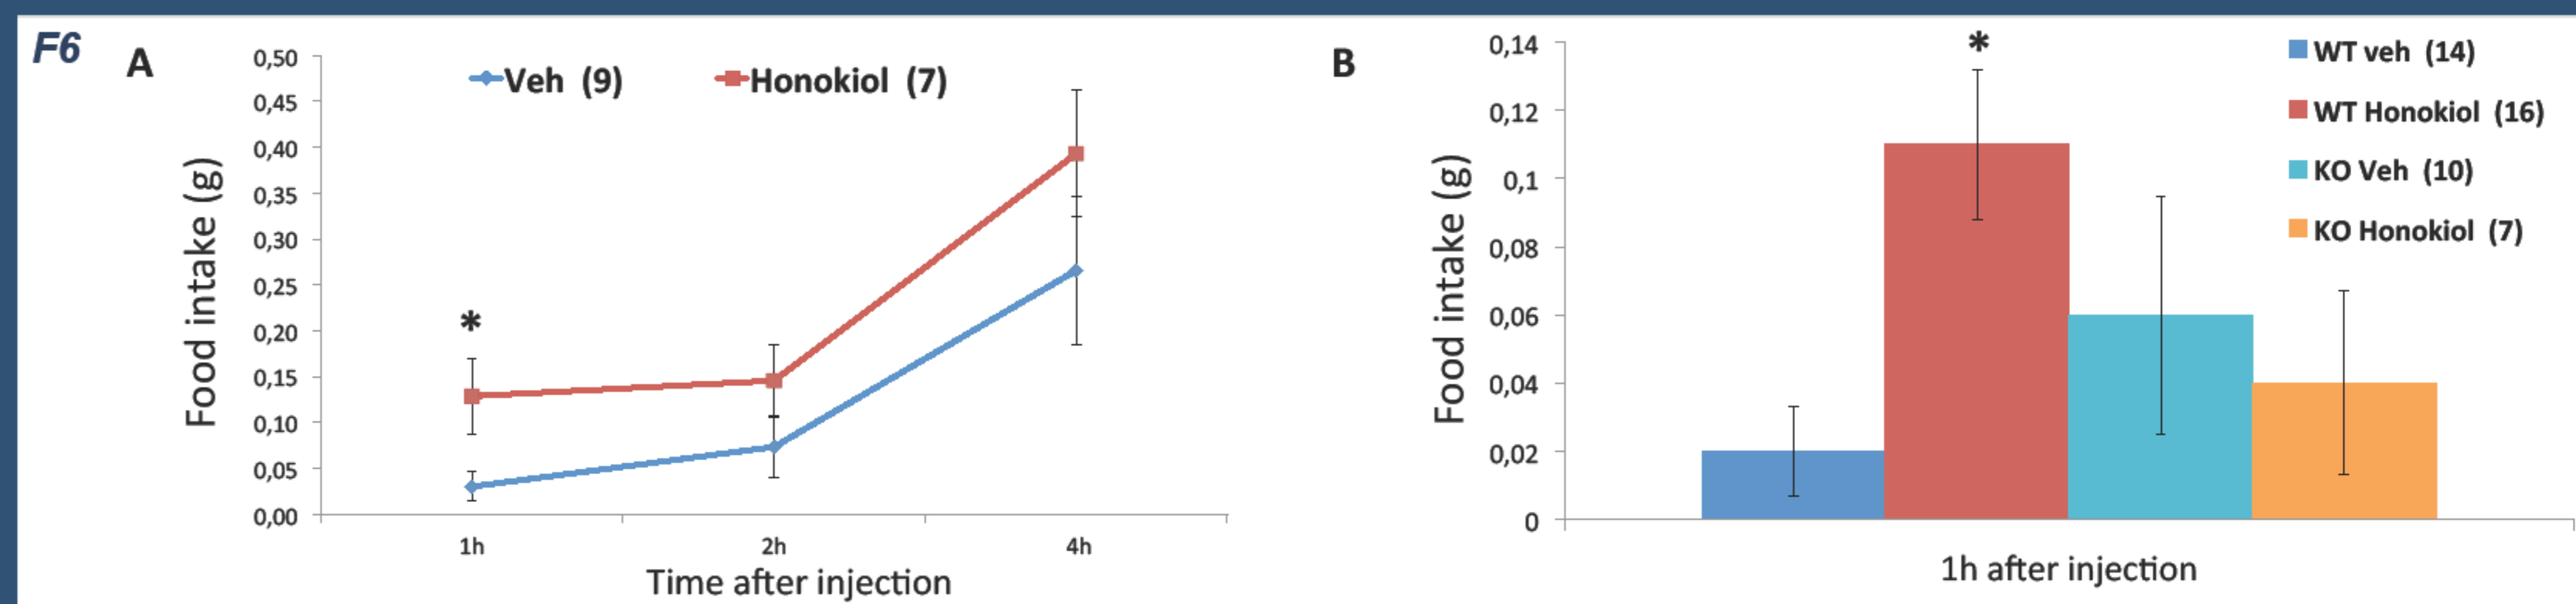 F6
A
0,50
0,45
0,40
0,35
0,30
0,25
0,20
0,15
0,10
0,05
0,00
Food intake (g)
Veh (9)
Honokiol (7)
*
1h
2h
4h
Time after injection
B
0,14
0,12
0,1
0,08
0,06
0,04
0,02
0
Food intake (g)
*
1h after injection
WT veh (14)
WT Honokiol (16)
KO Veh (10)
KO Honokiol (7)